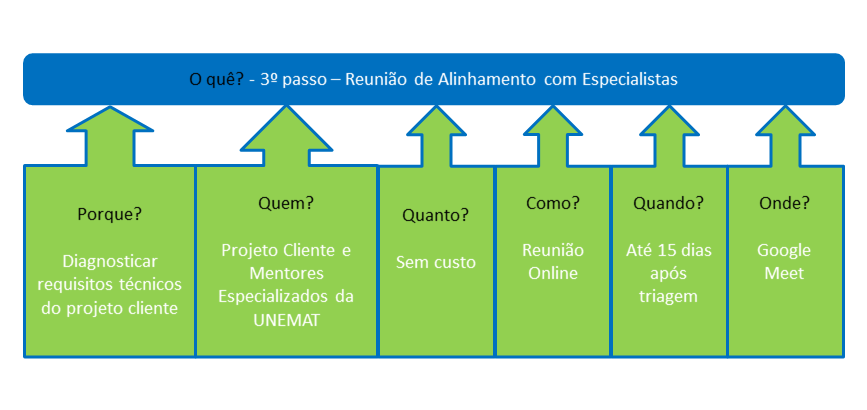 O quê? - 3º passo – Reunião de Alinhamento com Especialistas
Porque?
Diagnosticar
requisitos técnicos
do projeto cliente
Quem?
Projeto Cliente e
Mentores
Especializados da
UNEMAT
Quanto?
Sem custo
Como?
Reunião
Online
Quando?
Até 15 dias
após
triagem
Onde?
Google
Meet